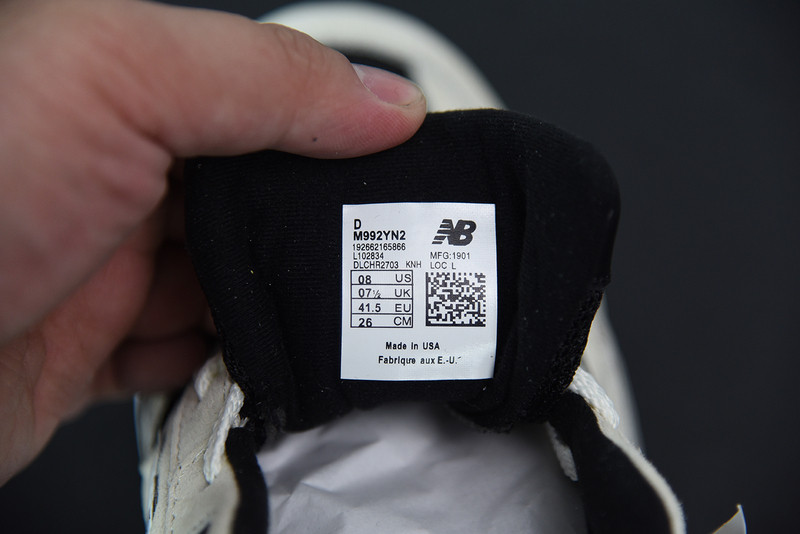 D
M992YN2
192662165866
L102834
DLCHR2703 KNH
NB
MFG:1901
LOC L
08 US
07½ UK
41.5 EU
26 CM
Made in USA
Fabrique aux E.-U.